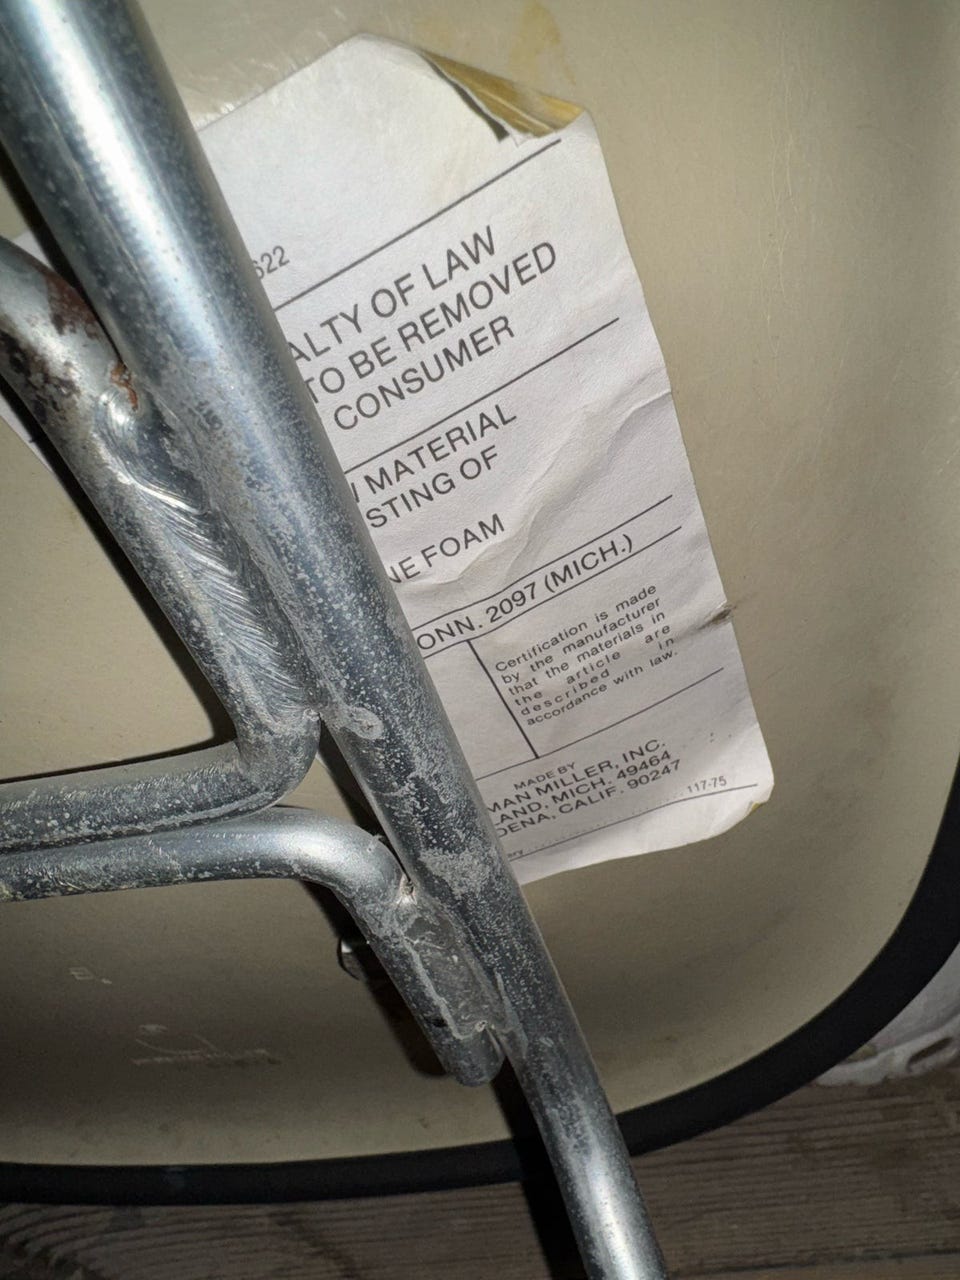 622
ALTY OF LAW
TO BE REMOVED
CONSUMER
MATERIAL
STING OF
NE FOAM
ONN. 2097 (MICH.)
Certification is made
by the manufacturer
that the materials in
the article are
described in
accordance with law.
MADE BY
MAN MILLER, INC.
LAND, MICH. 49464
DENA, CALIF. 90247
117-75